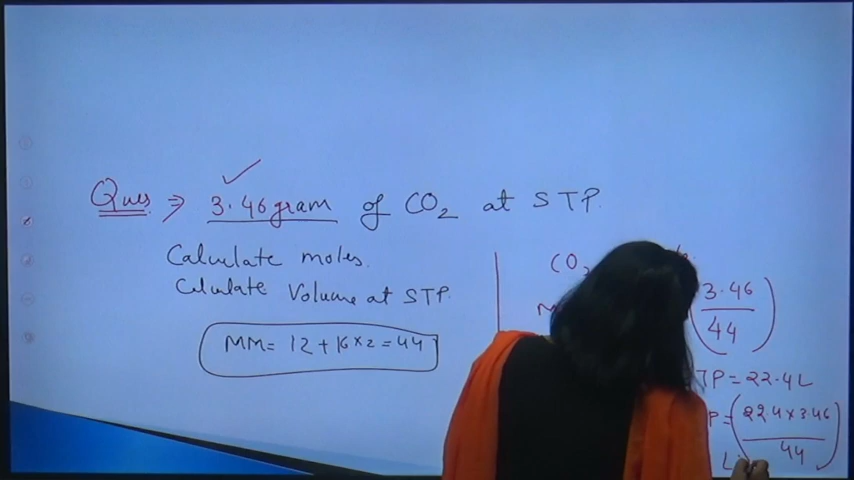 Ques ⇒ 3.46 gram of CO2 at STP.
Calculate moles.
Calculate Volume at STP.
MM = 12 + 16 × 2 = 44
CO2
3.46
44
TP = 22.4 L
P = (22.4 × 3.46
44)
L